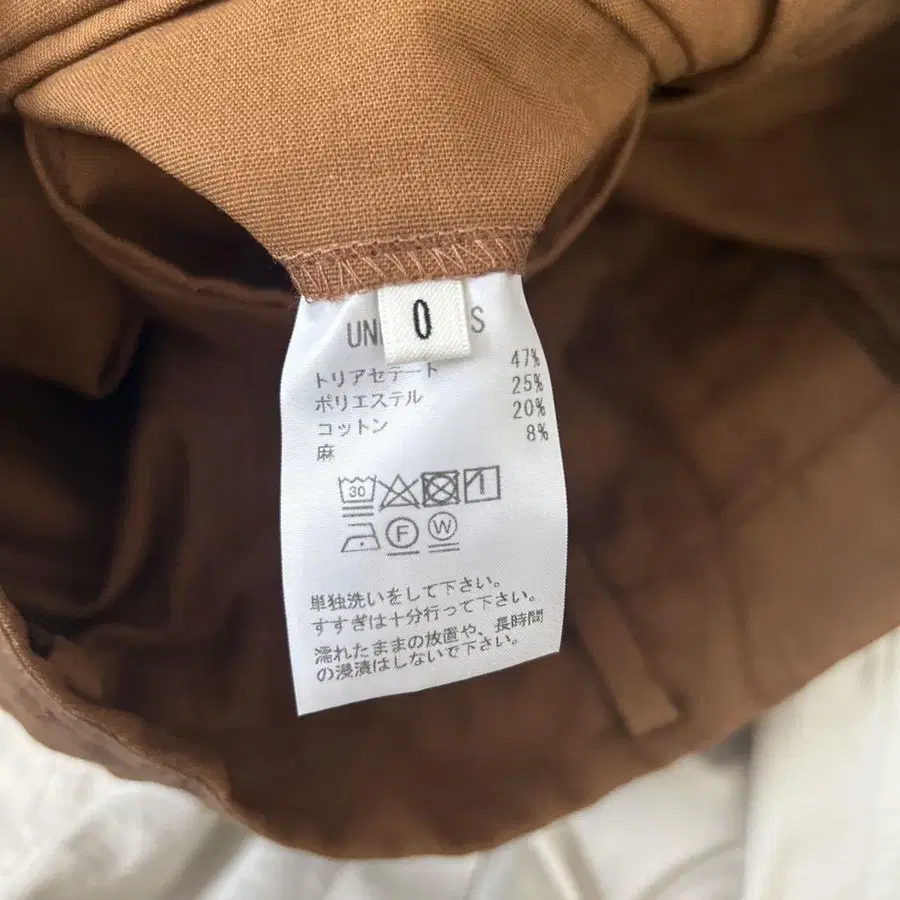 0
トリアセテート 47%
ポリエステル 25%
コットン 20%
麻 8%
30
F W
単独洗いをして下さい。
すすぎは十分行って下さい。
濡れたままの放置や、長時間
の浸漬はしないで下さい。